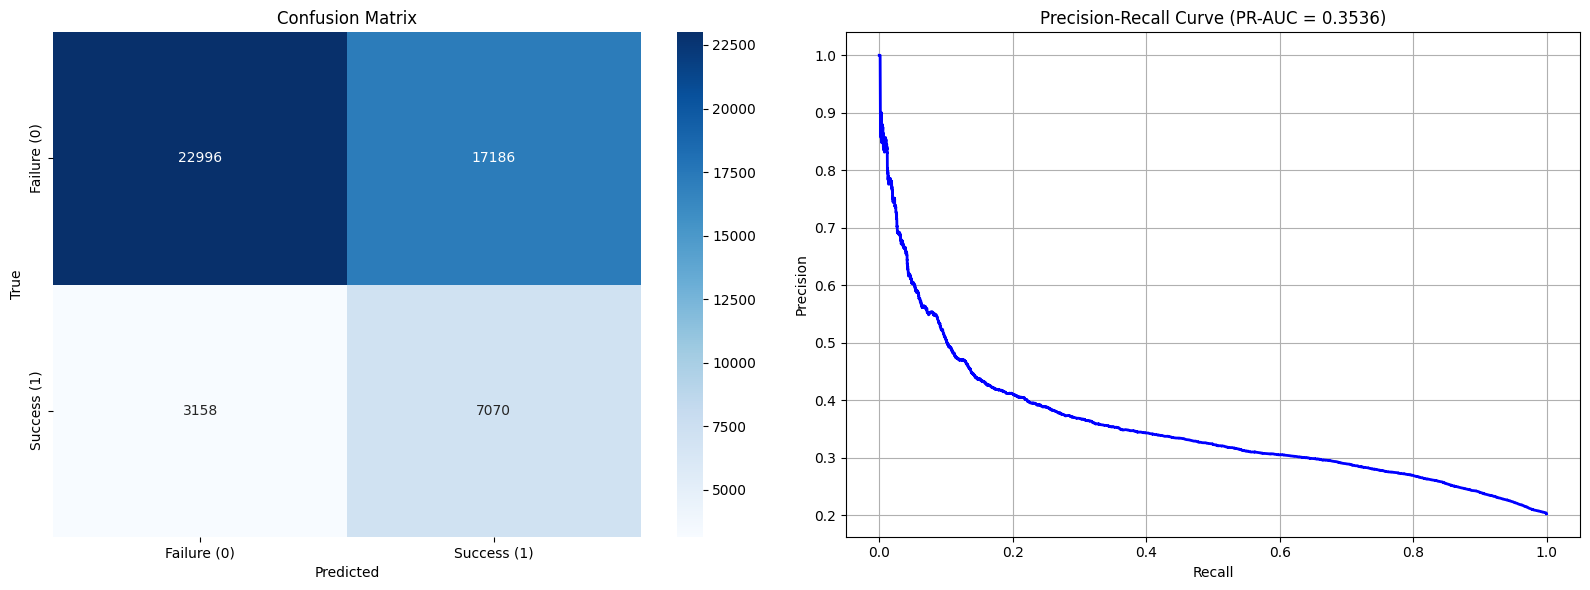 Confusion Matrix
Failure (0)
Success (1)
True
22996
17186
3158
7070
Failure (0)
Success (1)
Predicted
22500
20000
17500
15000
12500
10000
7500
5000
Precision-Recall Curve (PR-AUC = 0.3536)
Precision
1.0
0.9
0.8
0.7
0.6
0.5
0.4
0.3
0.2
0.0
0.2
0.4
0.6
0.8
1.0
Recall